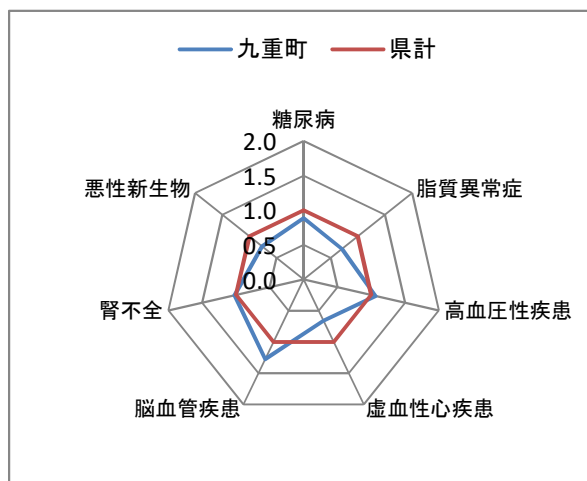 九重町 県計
糖尿病
2.0
1.5
1.0
0.5
0.0
脂質異常症
高血圧性疾患
虚血性心疾患
脳血管疾患
腎不全
悪性新生物